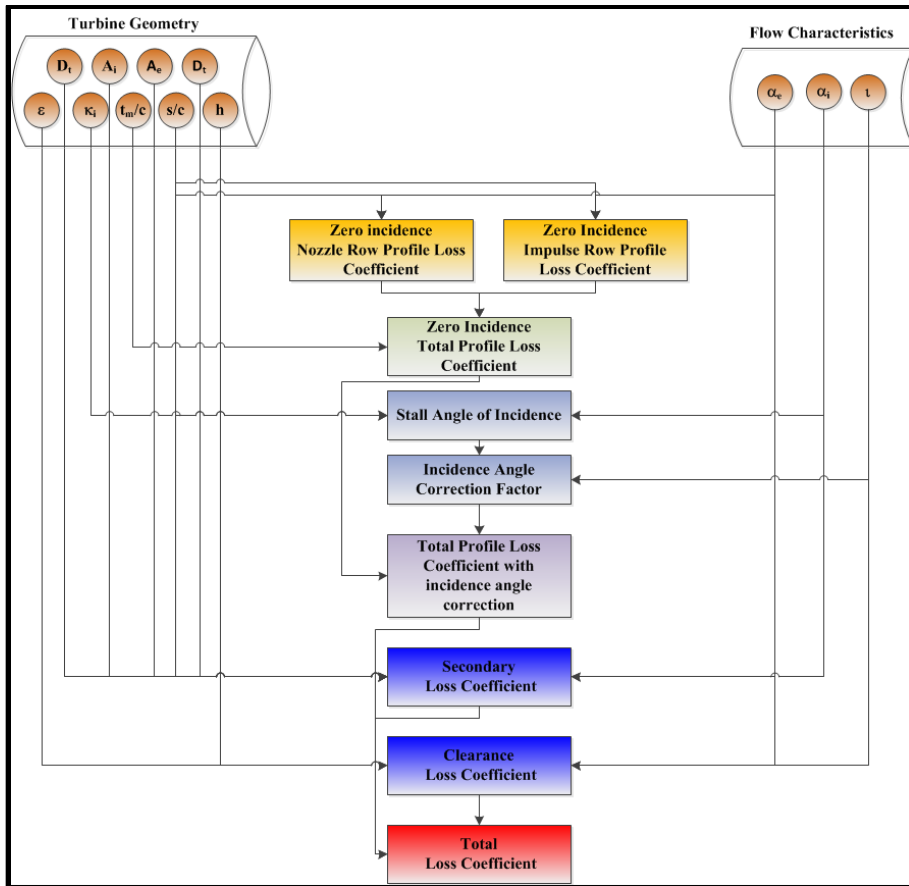 Turbine Geometry
Flow Characteristics
Dₜ Aᵢ Aₑ Dₜ
αₑ αᵢ ι
ε κᵢ tₘ/c s/c h
Zero incidence
Nozzle Row Profile Loss
Coefficient
Zero Incidence
Impulse Row Profile
Loss Coefficient
Zero Incidence
Total Profile Loss
Coefficient
Stall Angle of Incidence
Incidence Angle
Correction Factor
Total Profile Loss
Coefficient with
incidence angle
correction
Secondary
Loss Coefficient
Clearance
Loss Coefficient
Total
Loss Coefficient